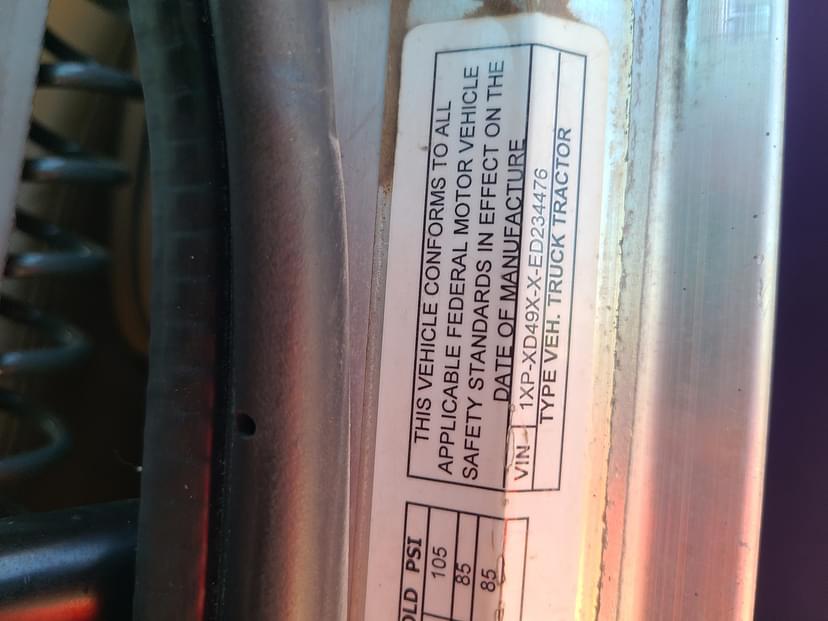 THIS VEHICLE CONFORMS TO ALL
APPLICABLE FEDERAL MOTOR VEHICLE
SAFETY STANDARDS IN EFFECT ON THE
DATE OF MANUFACTURE
VIN 1XP-XD49X-X-ED234476
TYPE VEH. TRUCK TRACTOR
PSI
105
85
85